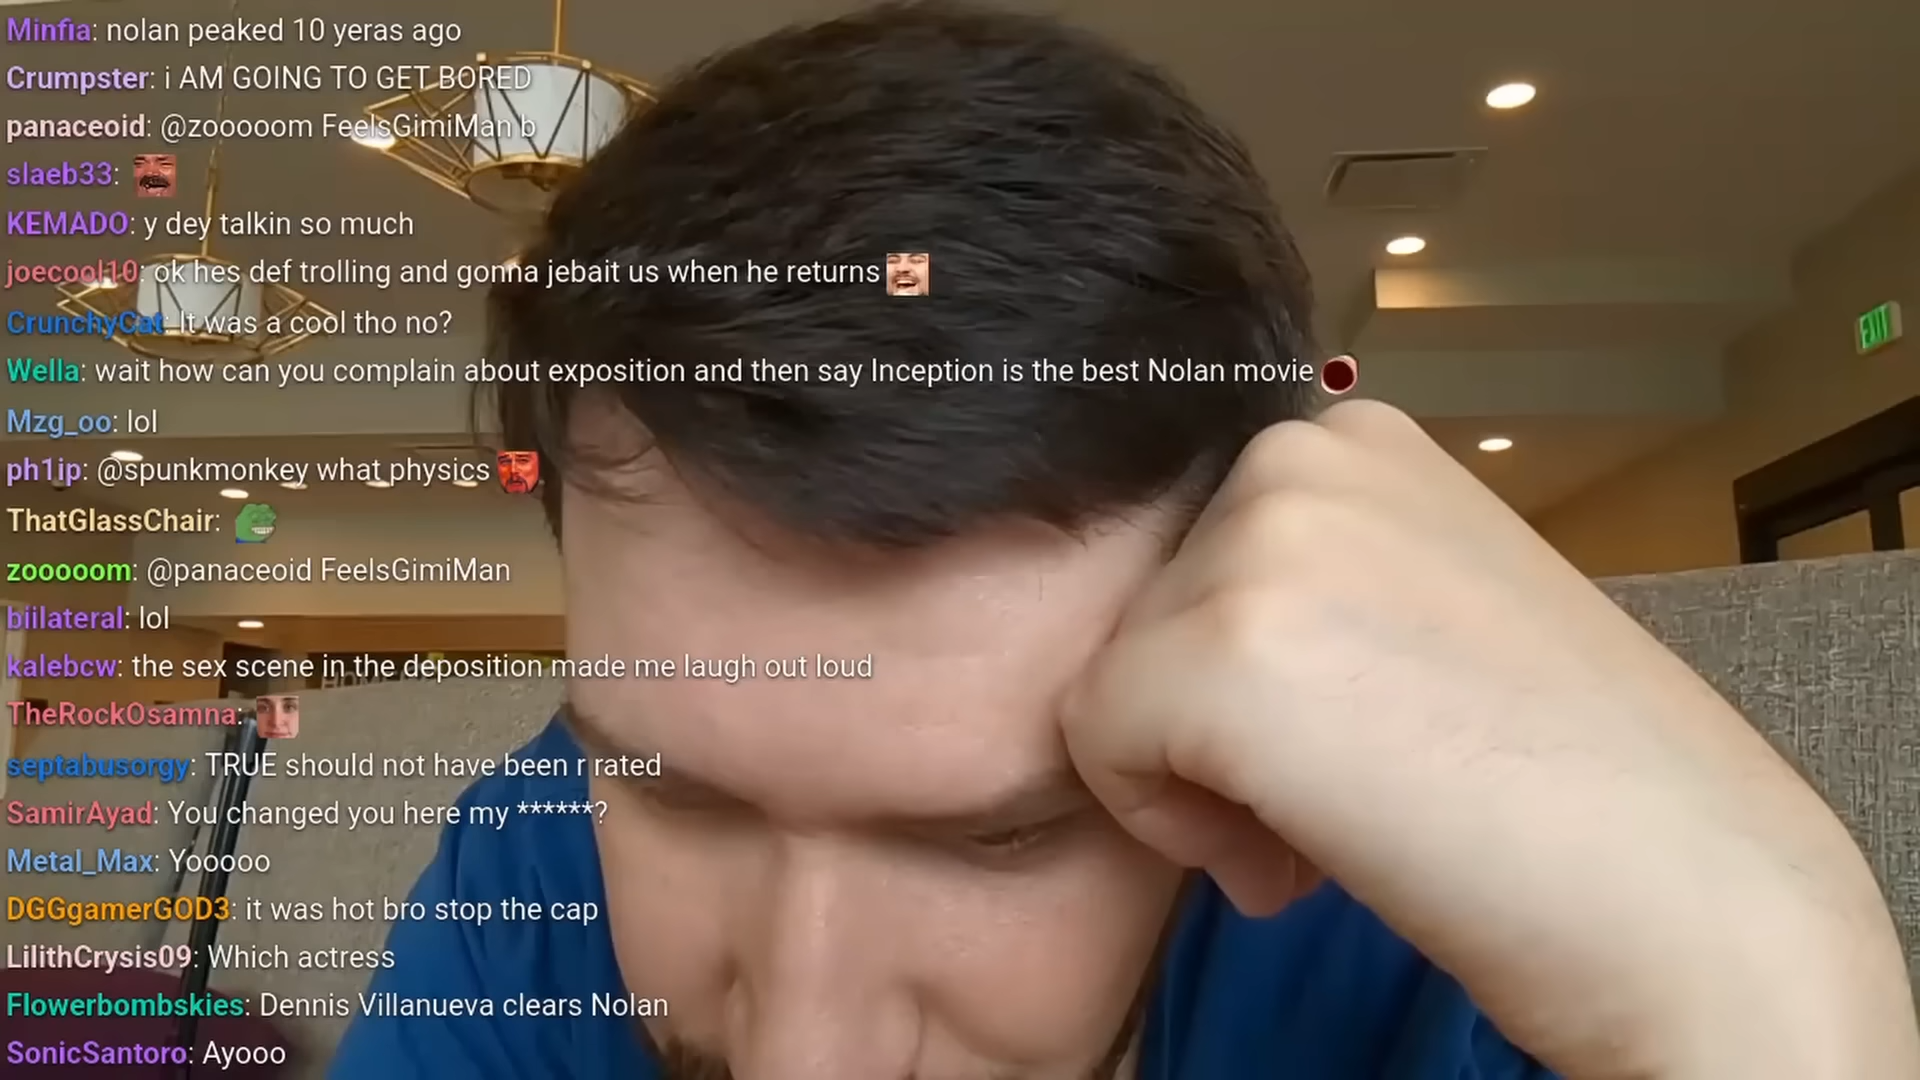 Minfia: nolan peaked 10 yeras ago
Crumpster: i AM GOING TO GET BORED
panaceoid: @zooooom FeelsGimiMan b
slaeb33:
KEMADO: y dey talkin so much
joecool10: ok hes def trolling and gonna jebait us when he returns
CrunchyCat: It was a cool tho no?
Wella: wait how can you complain about exposition and then say Inception is the best Nolan movie
Mzg_oo: lol
ph1ip: @spunkmonkey what physics
ThatGlassChair:
zooooom: @panaceoid FeelsGimiMan
biilateral: lol
kalebcw: the sex scene in the deposition made me laugh out loud
TheRockOsamna:
septabusorgy: TRUE should not have been r rated
SamirAyad: You changed you here my ******?
Metal_Max: Yooooo
DGGgamerGOD3: it was hot bro stop the cap
LilithCrysis09: Which actress
Flowerbombskies: Dennis Villanueva clears Nolan
SonicSantoro: Ayooo
EXIT